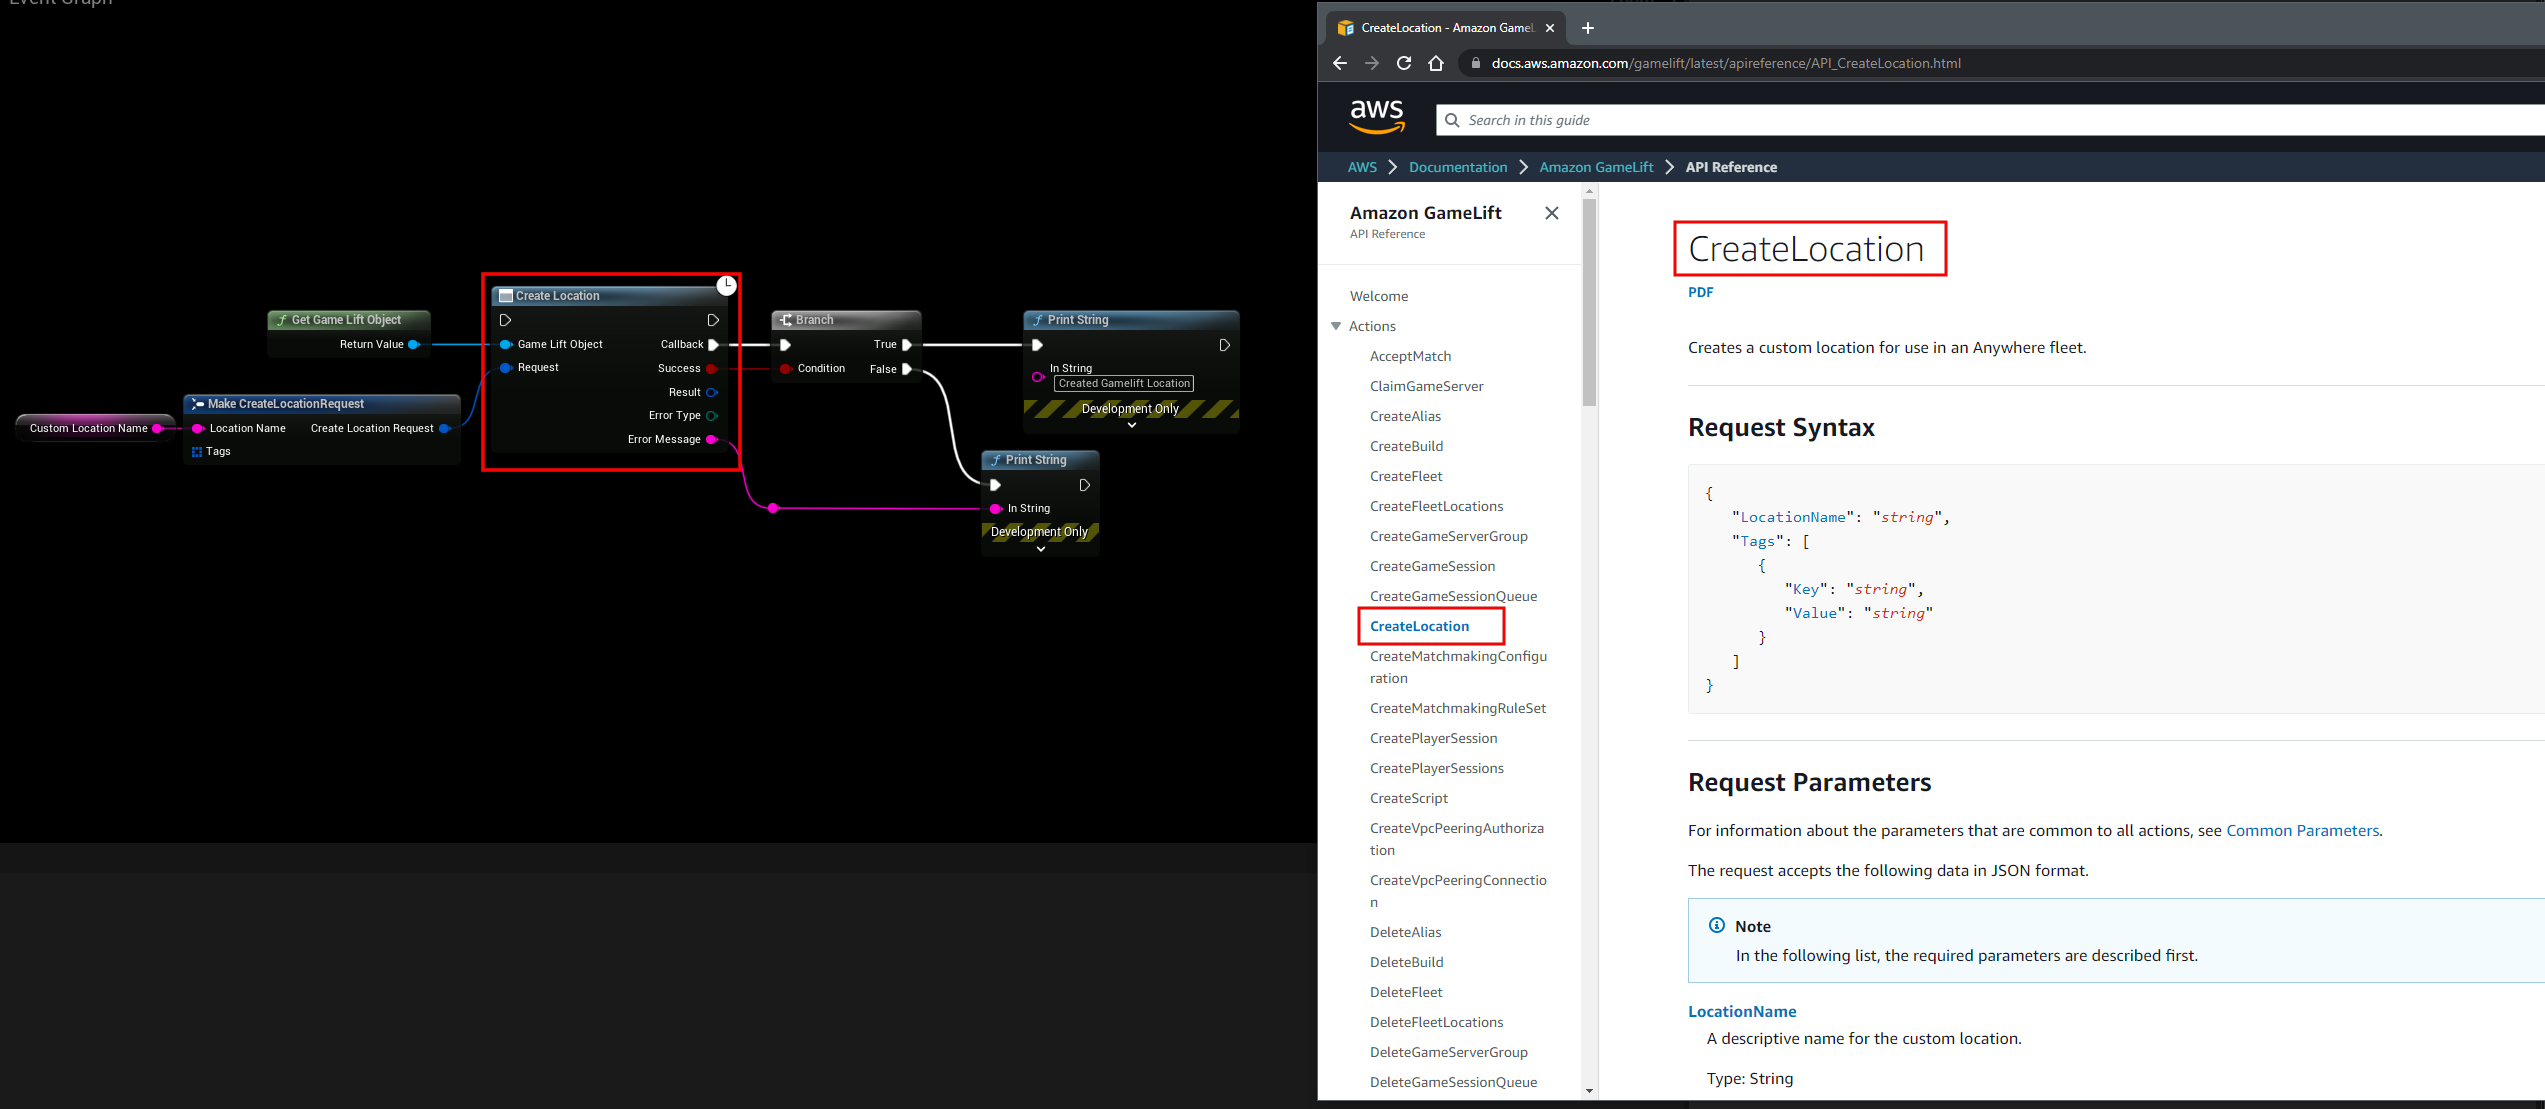 Event Graph
Get Game Lift Object
Return Value
Custom Location Name
Make CreateLocationRequest
Location Name
Create Location Request
Tags
Create Location
Game Lift Object
Callback
Request
Success
Result
Error Type
Error Message
Branch
True
Condition
False
Print String
In String
Created Gamelift Location
Development Only
Print String
In String
Development Only
CreateLocation - Amazon GameL
docs.aws.amazon.com/gamelift/latest/apireference/API_CreateLocation.html
aws
Search in this guide
AWS > Documentation > Amazon GameLift > API Reference
Amazon GameLift
API Reference
Welcome
Actions
AcceptMatch
ClaimGameServer
CreateAlias
CreateBuild
CreateFleet
CreateFleetLocations
CreateGameServerGroup
CreateGameSession
CreateGameSessionQueue
CreateLocation
CreateMatchmakingConfigu
ration
CreateMatchmakingRuleSet
CreatePlayerSession
CreatePlayerSessions
CreateScript
CreateVpcPeeringAuthoriza
tion
CreateVpcPeeringConnectio
n
DeleteAlias
DeleteBuild
DeleteFleet
DeleteFleetLocations
DeleteGameServerGroup
DeleteGameSessionQueue
CreateLocation
PDF
Creates a custom location for use in an Anywhere fleet.
Request Syntax
{
"LocationName": "string",
"Tags": [
{
"Key": "string",
"Value": "string"
}
]
}
Request Parameters
For information about the parameters that are common to all actions, see Common Parameters.
The request accepts the following data in JSON format.
Note
In the following list, the required parameters are described first.
LocationName
A descriptive name for the custom location.
Type: String